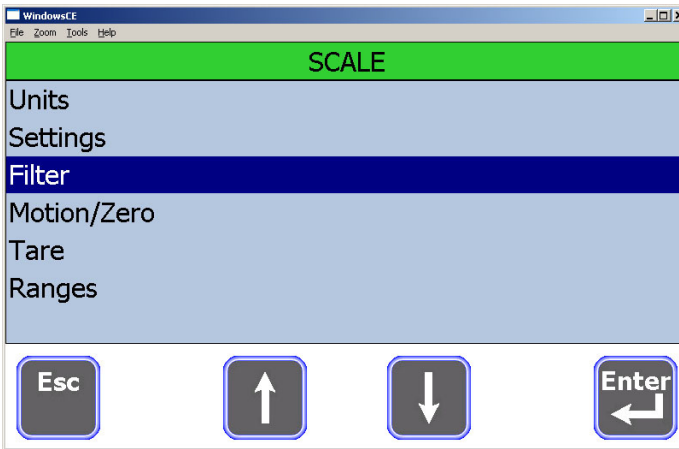 WindowsCE
File Zoom Tools Help
SCALE
Units
Settings
Filter
Motion/Zero
Tare
Ranges
Esc Enter